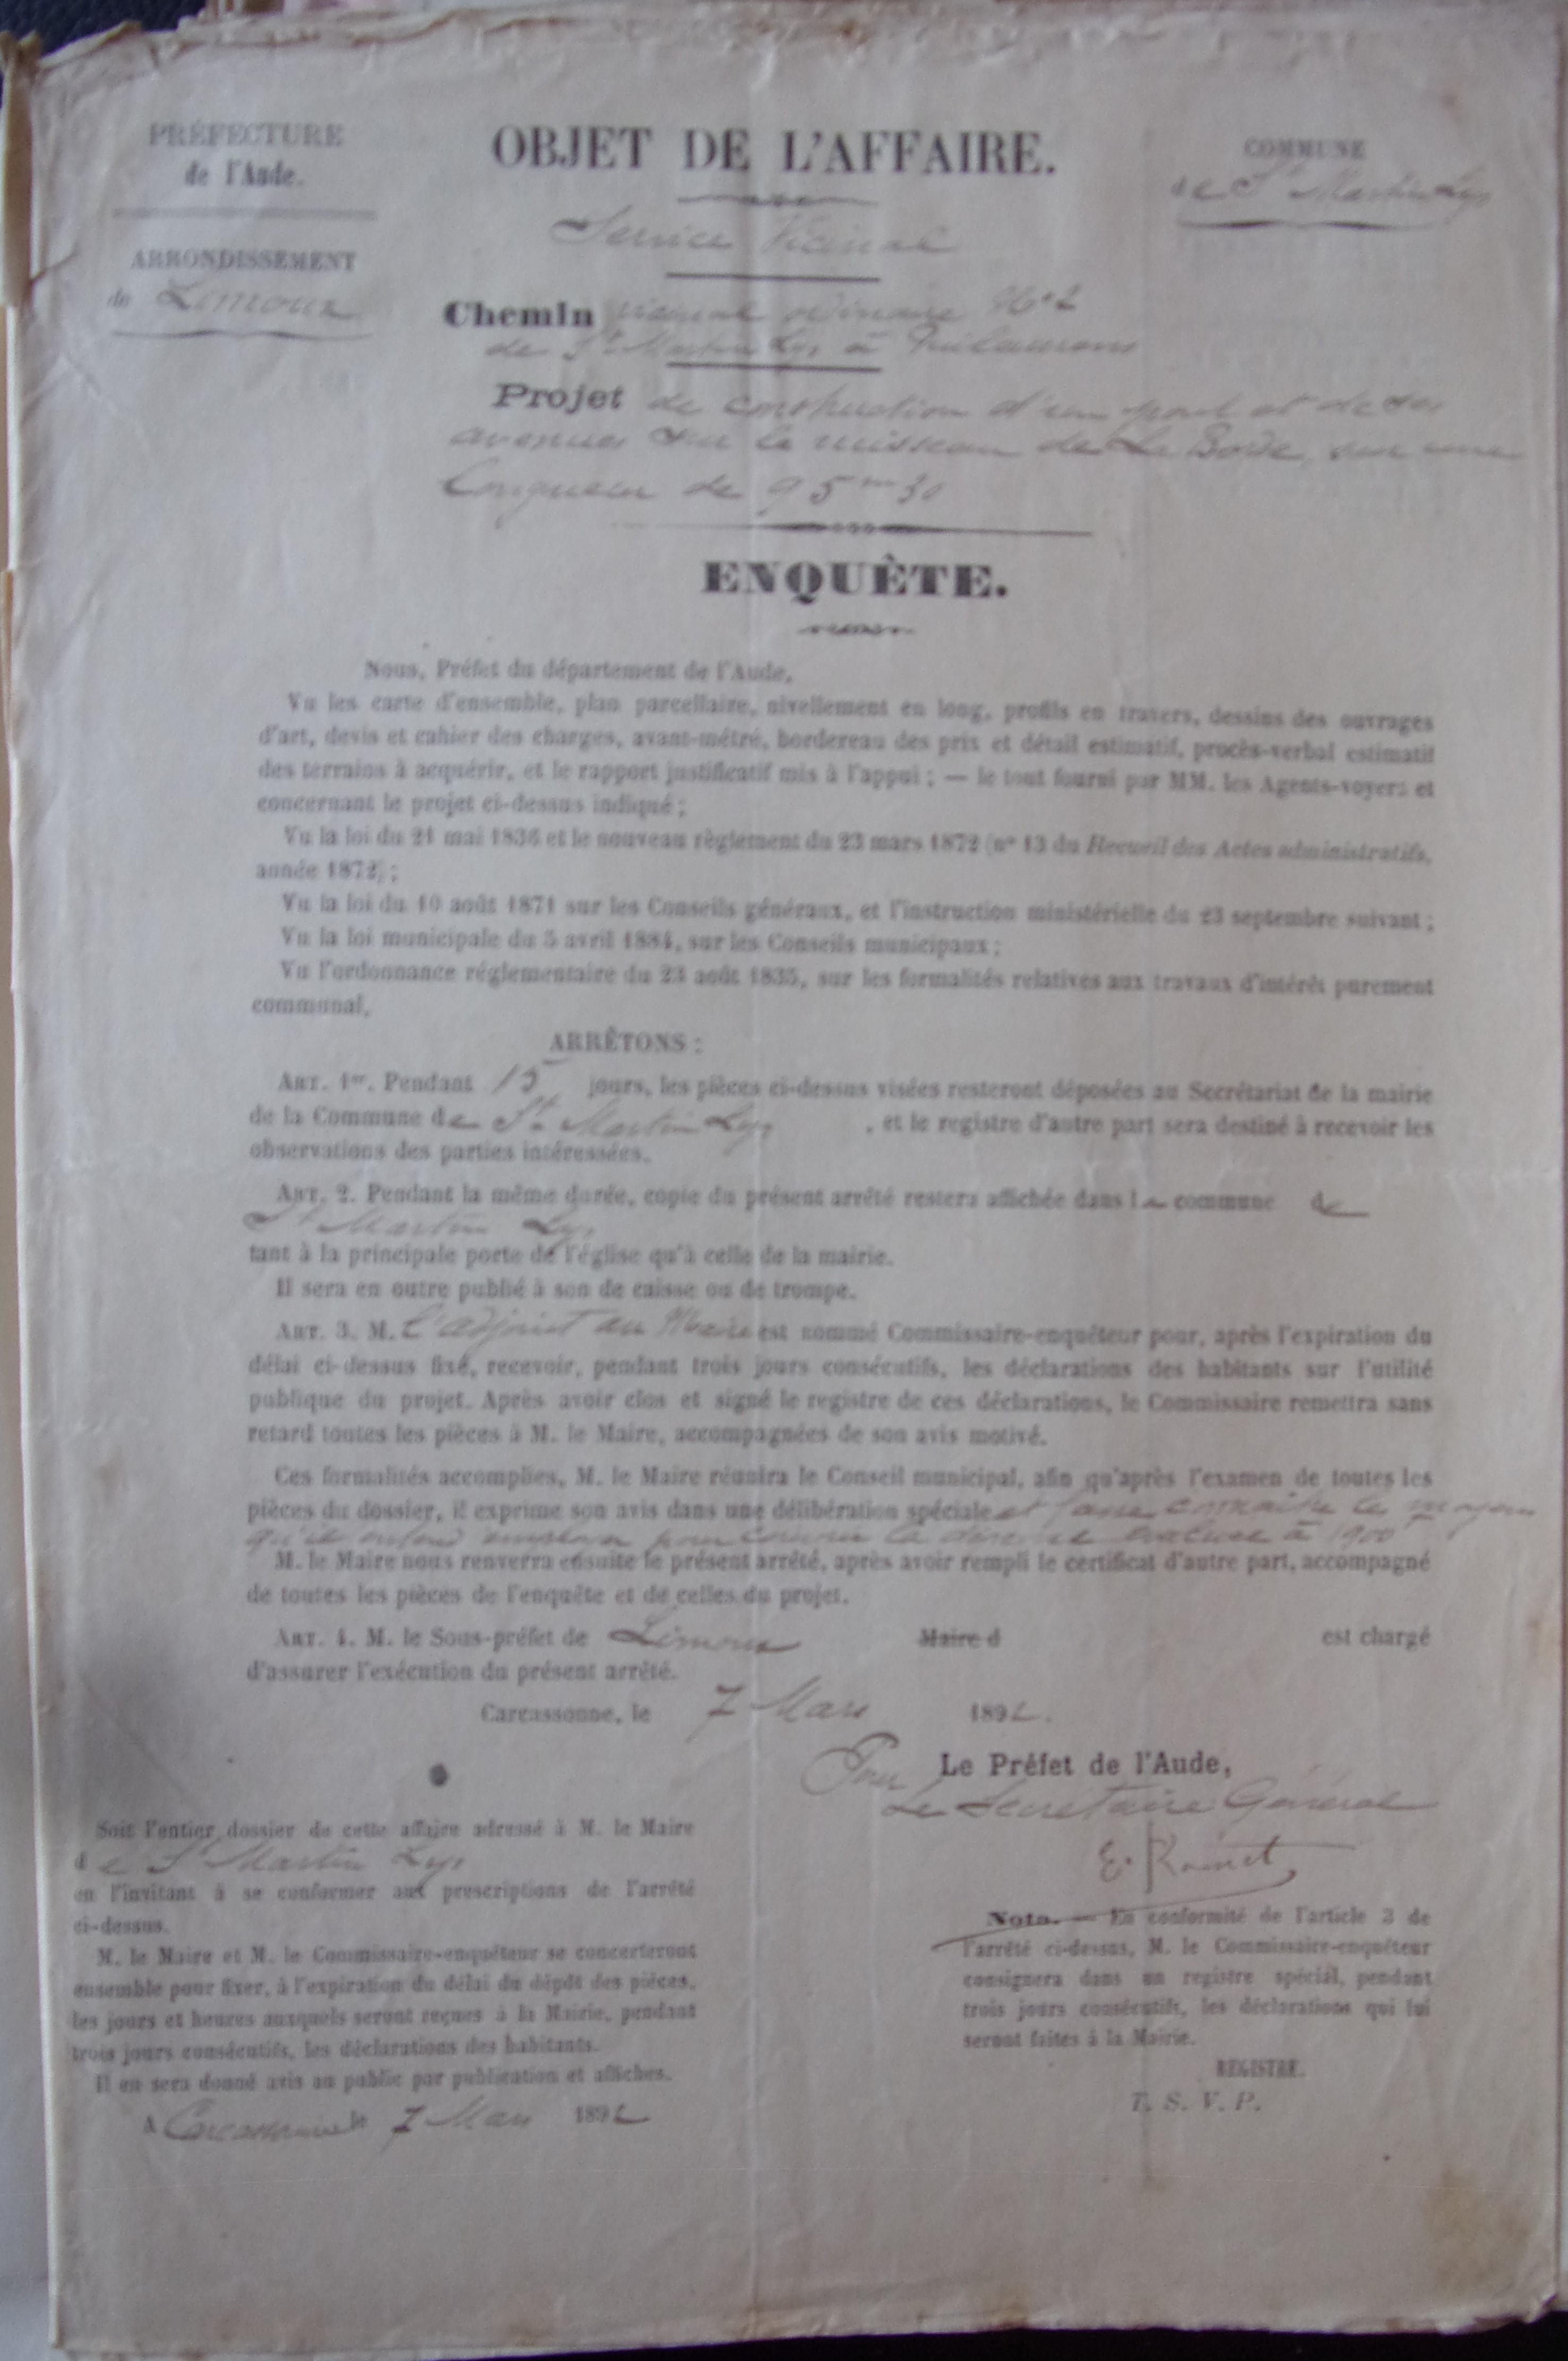 PRÉFECTURE
de l'Aude.
ARRONDISSEMENT
de Limoux
OBJET DE L'AFFAIRE.
COMMUNE
de St Martin Lys
Service Vicinal
Chemin vicinal ordinaire No 2
de St Martin Lys à
Projet de construction d'un pont et de ses
avenues sur le ruisseau de La Borde, sur une
longueur de 95m30
ENQUÊTE.
Nous, Préfet du département de l'Aude,
Vu les carte d'ensemble, plan parcellaire, nivellement en long, profils en travers, dessins des ouvrages
d'art, devis et cahier des charges, avant-métré, bordereau des prix et détail estimatif, procès-verbal estimatif
des terrains à acquérir, et le rapport justificatif mis à l'appui ; — le tout fourni par MM. les Agents-voyers et
concernant le projet ci-dessus indiqué ;
Vu la loi du 21 mai 1836 et le nouveau règlement du 23 mars 1872 (n° 13 du Recueil des Actes administratifs,
année 1872) ;
Vu la loi du 10 août 1871 sur les Conseils généraux, et l'instruction ministérielle du 23 septembre suivant ;
Vu la loi municipale du 5 avril 1884, sur les Conseils municipaux ;
Vu l'ordonnance réglementaire du 23 août 1835, sur les formalités relatives aux travaux d'intérêt purement
communal,
ARRÊTONS :
ART. 1er. Pendant 15 jours, les pièces ci-dessus visées resteront déposées au Secrétariat de la mairie
de la Commune de St Martin Lys , et le registre d'autre part sera destiné à recevoir les
observations des parties intéressées.
ART. 2. Pendant la même durée, copie du présent arrêté restera affichée dans la commune de
St Martin Lys
tant à la principale porte de l'église qu'à celle de la mairie.
Il sera en outre publié à son de caisse ou de trompe.
ART. 3. M. l'adjoint au Maire est nommé Commissaire-enquêteur pour, après l'expiration du
délai ci-dessus fixé, recevoir, pendant trois jours consécutifs, les déclarations des habitants sur l'utilité
publique du projet. Après avoir clos et signé le registre de ces déclarations, le Commissaire remettra sans
retard toutes les pièces à M. le Maire, accompagnées de son avis motivé.
Ces formalités accomplies, M. le Maire réunira le Conseil municipal, afin qu'après l'examen de toutes les
pièces du dossier, il exprime son avis dans une délibération spéciale et fasse connaître les moyens
qu'il entend employer pour couvrir la dépense évaluée à 1900
M. le Maire nous renverra ensuite le présent arrêté, après avoir rempli le certificat d'autre part, accompagné
de toutes les pièces de l'enquête et de celles du projet.
ART. 4. M. le Sous-préfet de Limoux Maire d est chargé
d'assurer l'exécution du présent arrêté.
Carcassonne, le 7 Mars 1892.
Pour Le Préfet de l'Aude,
Le Secrétaire Général
Soit l'entier dossier de cette affaire adressé à M. le Maire
de St Martin Lys
en l'invitant à se conformer aux prescriptions de l'arrêté
ci-dessus.
M. le Maire et M. le Commissaire-enquêteur se concerteront
ensemble pour fixer, à l'expiration du délai du dépôt des pièces,
les jours et heures auxquels seront reçues à la Mairie, pendant
trois jours consécutifs, les déclarations des habitants.
Il en sera donné avis au public par publication et affiches.
A Carcassonne le 7 Mars 1892
Nota. — En conformité de l'article 3 de
l'arrêté ci-dessus, M. le Commissaire-enquêteur
consignera dans un registre spécial, pendant
trois jours consécutifs, les déclarations qui lui
seront faites à la Mairie.
REGISTRE.
T. S. V. P.